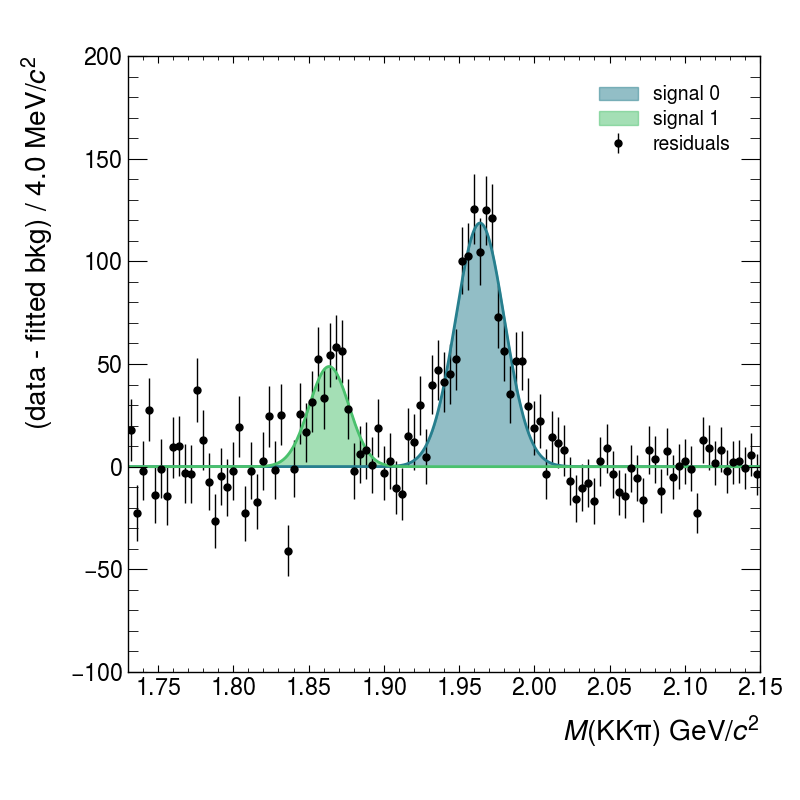 (data - fitted bkg) / 4.0 MeV/c²
200
150
100
50
0
−50
−100
signal 0
signal 1
residuals
1.75 1.80 1.85 1.90 1.95 2.00 2.05 2.10 2.15
M(KKπ) GeV/c²